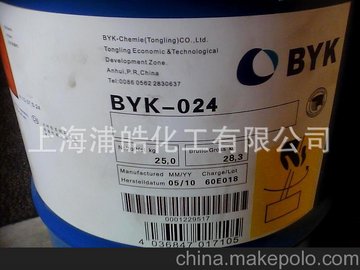 BYK-Chemie(Tongling)CO., Ltd.
Tongling Economic & Technological
Development Zone.
Anhui,P.R.China
Tel:0086 0562 2830637
BYK
BYK-024
上海浦皓化工有限公司
25,0
28,3
Manufactured MM/YY Charge/Lot
Herstelldatum 05/10 60E018
0001229517
4 036847 017105
china.makepolo.com